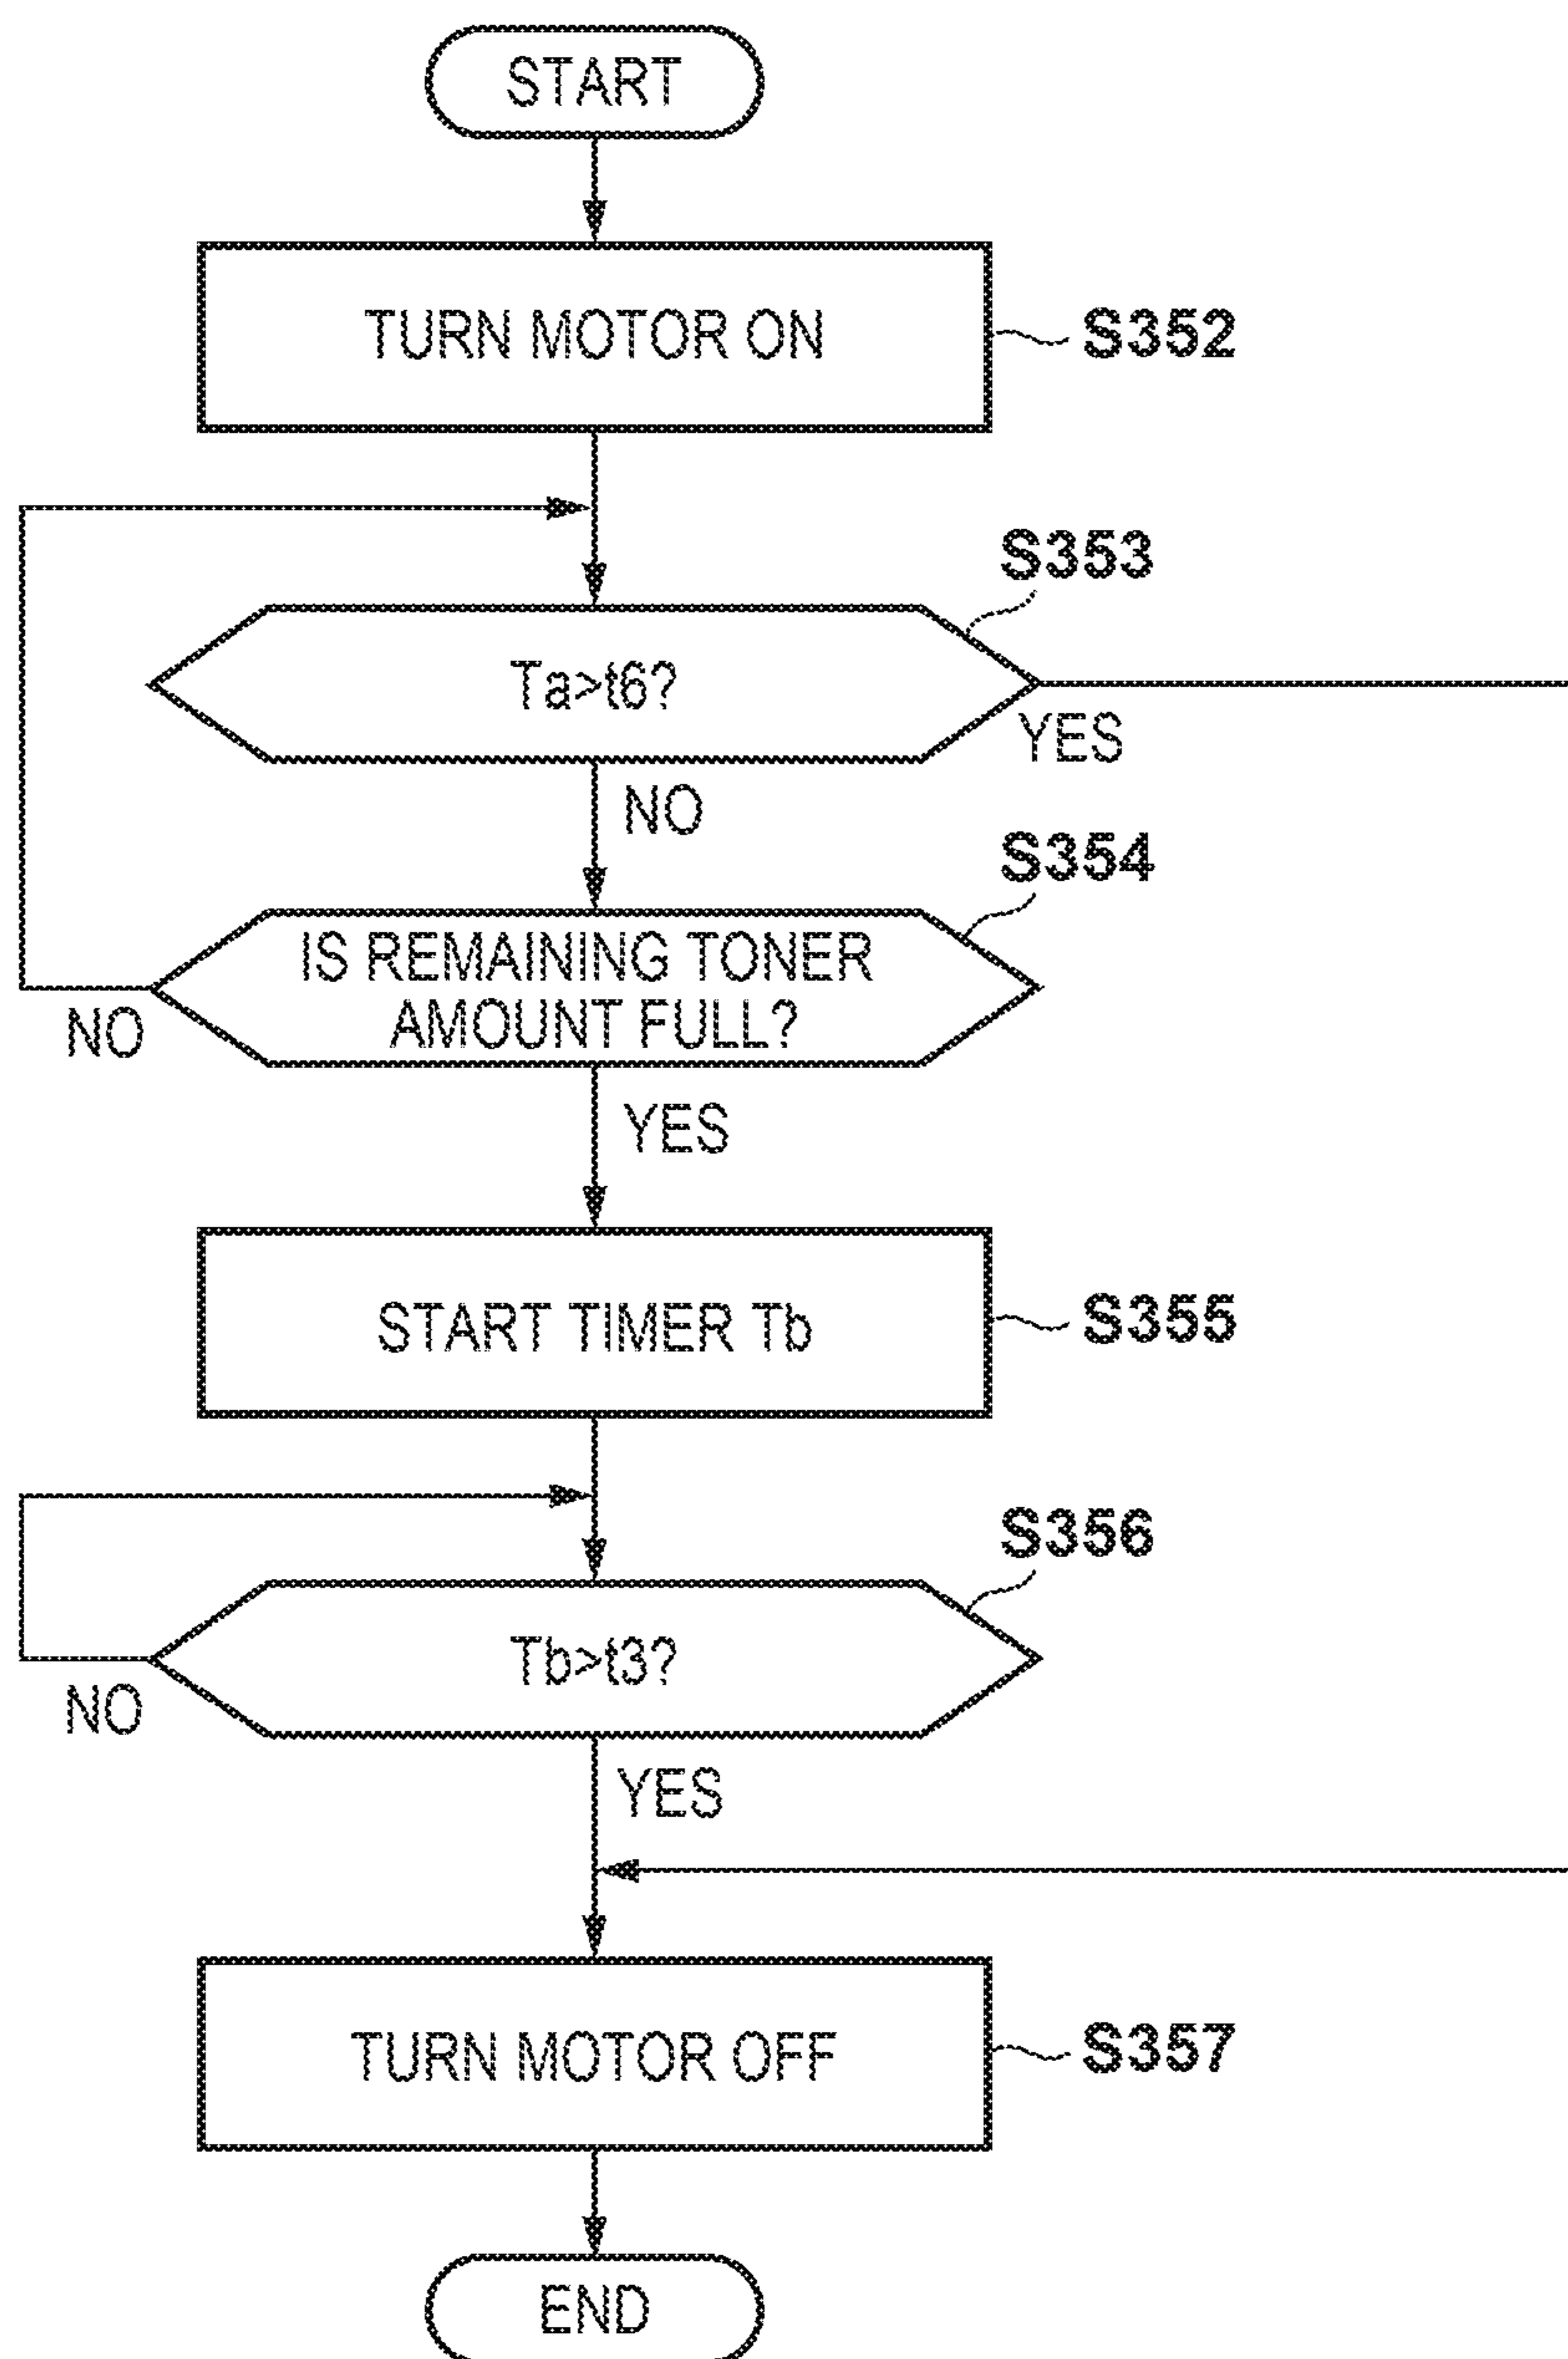 START
TURN MOTOR ON
S352
S353
Ta>t6?
YES
NO
S354
IS REMAINING TONER
AMOUNT FULL?
NO
YES
START TIMER Tb
S355
S356
Tb>t3?
NO
YES
TURN MOTOR OFF
S357
END